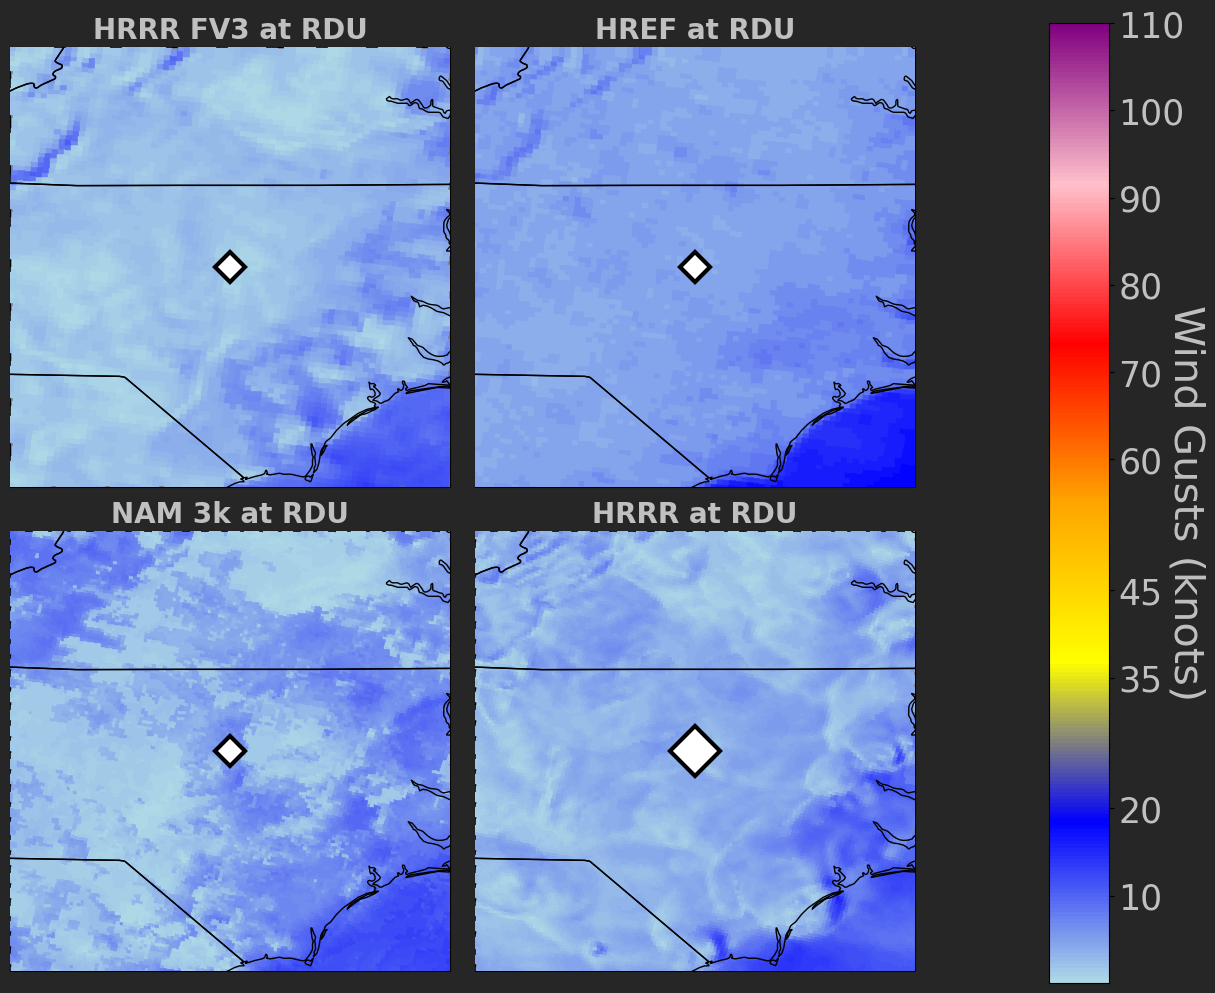 HRRR FV3 at RDU
HREF at RDU
NAM 3k at RDU
HRRR at RDU
110
100
90
80
70
60
45
35
20
10
Wind Gusts (knots)